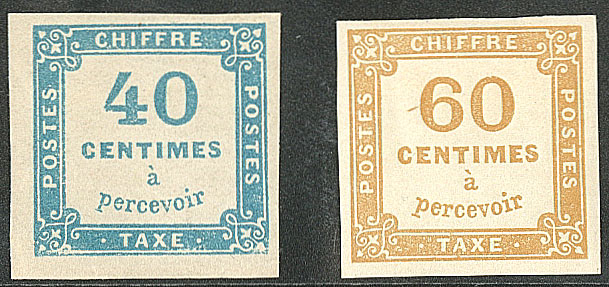 CHIFFRE
POSTES
40
CENTIMES
à
percevoir
POSTES
· TAXE ·
CHIFFRE
POSTES
60
CENTIMES
à
percevoir
POSTES
· TAXE ·